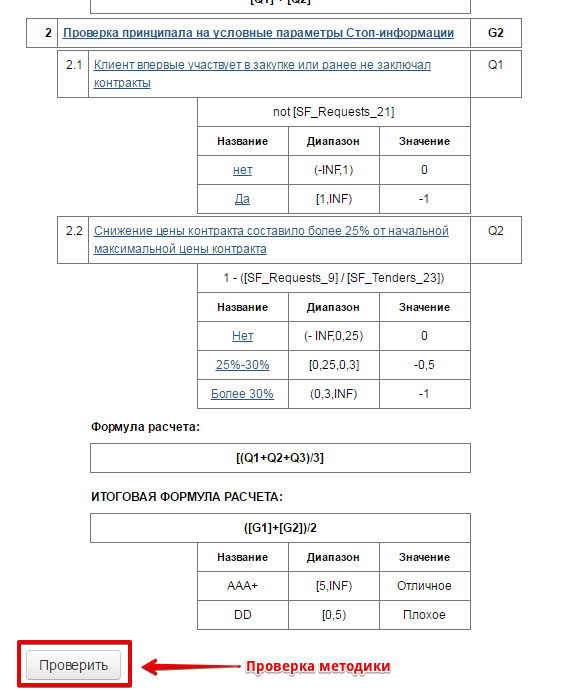 [Q1] + [Q2]
2 Проверка принципала на условные параметры Стоп-информации G2
2.1 Клиент впервые участвует в закупке или ранее не заключал Q1
контракты
not [SF_Requests_21]
Название Диапазон Значение
нет (-INF,1) 0
Да [1,INF) -1
2.2 Снижение цены контракта составило более 25% от начальной Q2
максимальной цены контракта
1 - ([SF_Requests_9] / [SF_Tenders_23])
Название Диапазон Значение
Нет (- INF,0,25) 0
25%-30% [0,25,0,3] -0,5
Более 30% (0,3,INF) -1
Формула расчета:
[(Q1+Q2+Q3)/3]
ИТОГОВАЯ ФОРМУЛА РАСЧЕТА:
([G1]+[G2])/2
Название Диапазон Значение
AAA+ [5,INF) Отличное
DD [0,5) Плохое
Проверить Проверка методики